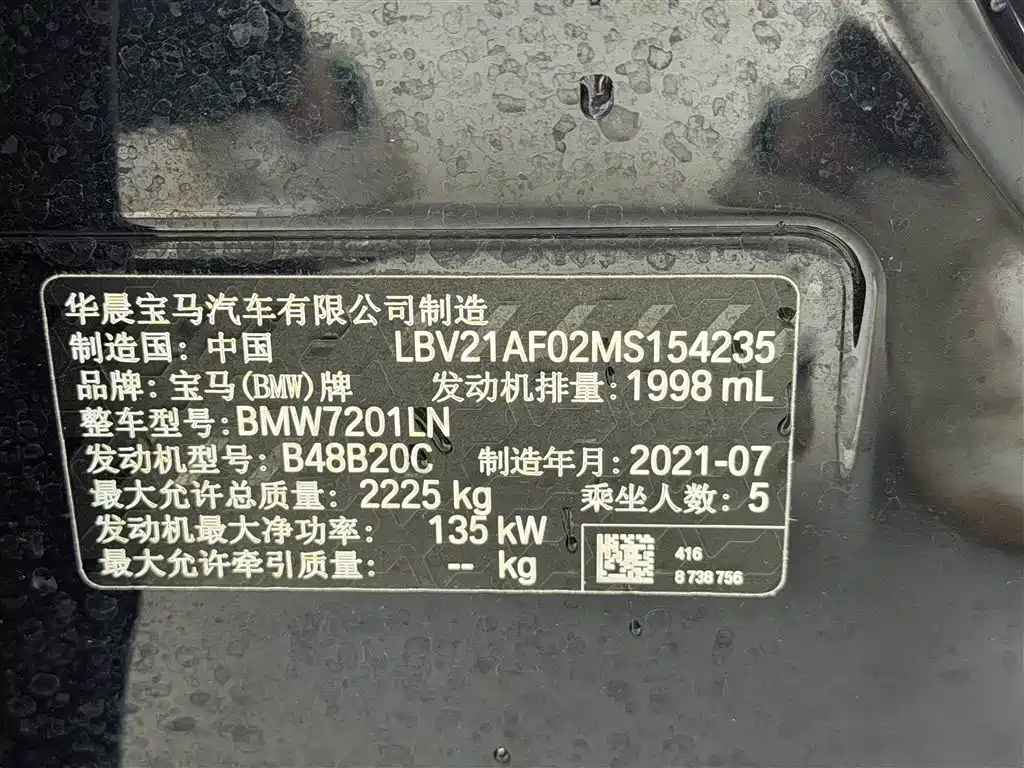 华晨宝马汽车有限公司制造
制造国：中国 LBV21AF02MS154235
品牌：宝马(BMW)牌 发动机排量：1998 mL
整车型号：BMW7201LN
发动机型号：B48B20C 制造年月：2021-07
最大允许总质量：2225 kg 乘坐人数：5
发动机最大净功率：135 kW
最大允许牵引质量：-- kg
416
8 738 756